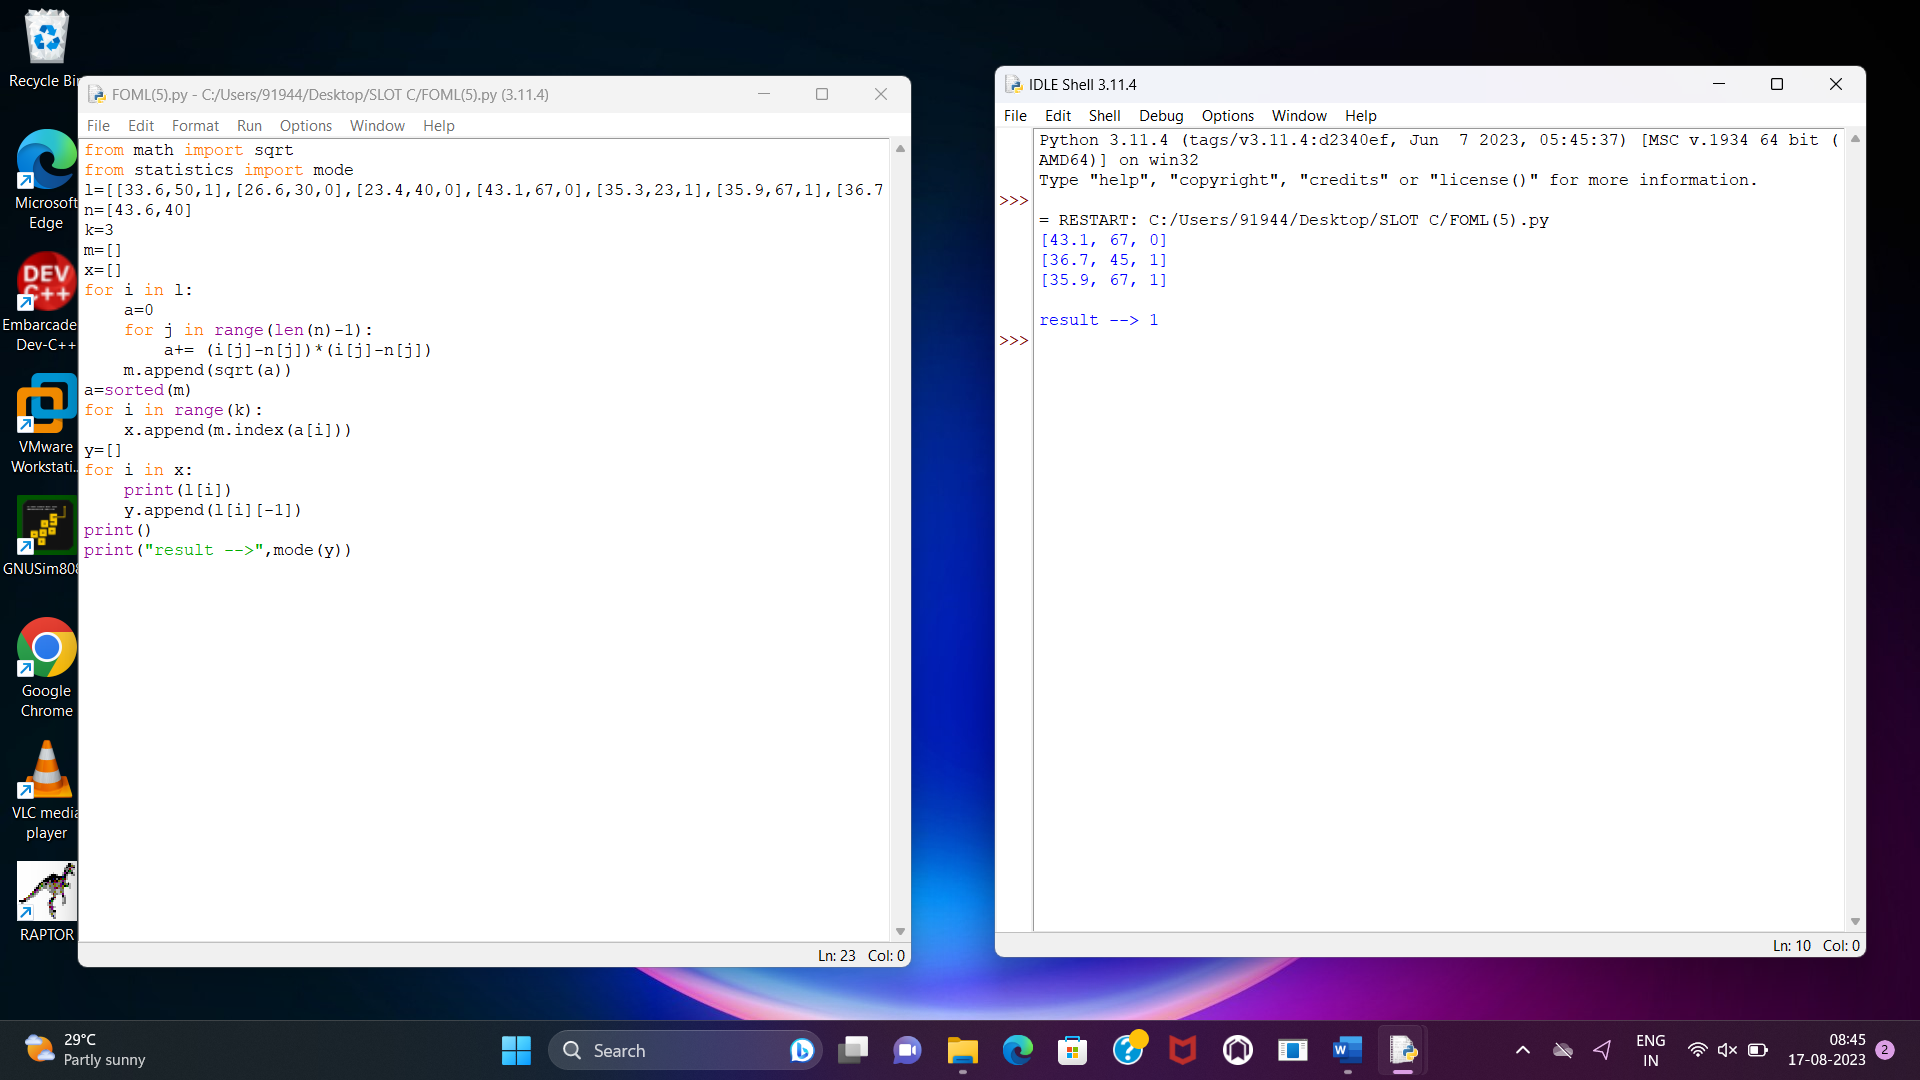 Recycle Bin
Microsoft
Edge
DEV
C++
Embarcade
Dev-C++
VMware
Workstati..
GNUSim808
Google
Chrome
VLC media
player
RAPTOR
FOML(5).py - C:/Users/91944/Desktop/SLOT C/FOML(5).py (3.11.4)
File Edit Format Run Options Window Help
from math import sqrt
from statistics import mode
l=[[33.6,50,1],[26.6,30,0],[23.4,40,0],[43.1,67,0],[35.3,23,1],[35.9,67,1],[36.7
n=[43.6,40]
k=3
m=[]
x=[]
for i in l:
    a=0
    for j in range(len(n)-1):
        a+= (i[j]-n[j])*(i[j]-n[j])
    m.append(sqrt(a))
a=sorted(m)
for i in range(k):
    x.append(m.index(a[i]))
y=[]
for i in x:
    print(l[i])
    y.append(l[i][-1])
print()
print("result -->",mode(y))
Ln: 23 Col: 0
IDLE Shell 3.11.4
File Edit Shell Debug Options Window Help
Python 3.11.4 (tags/v3.11.4:d2340ef, Jun  7 2023, 05:45:37) [MSC v.1934 64 bit (
AMD64)] on win32
Type "help", "copyright", "credits" or "license()" for more information.
>>>
= RESTART: C:/Users/91944/Desktop/SLOT C/FOML(5).py
[43.1, 67, 0]
[36.7, 45, 1]
[35.9, 67, 1]
result --> 1
>>>
Ln: 10 Col: 0
29°C
Partly sunny
Search
ENG
IN
08:45
17-08-2023
2